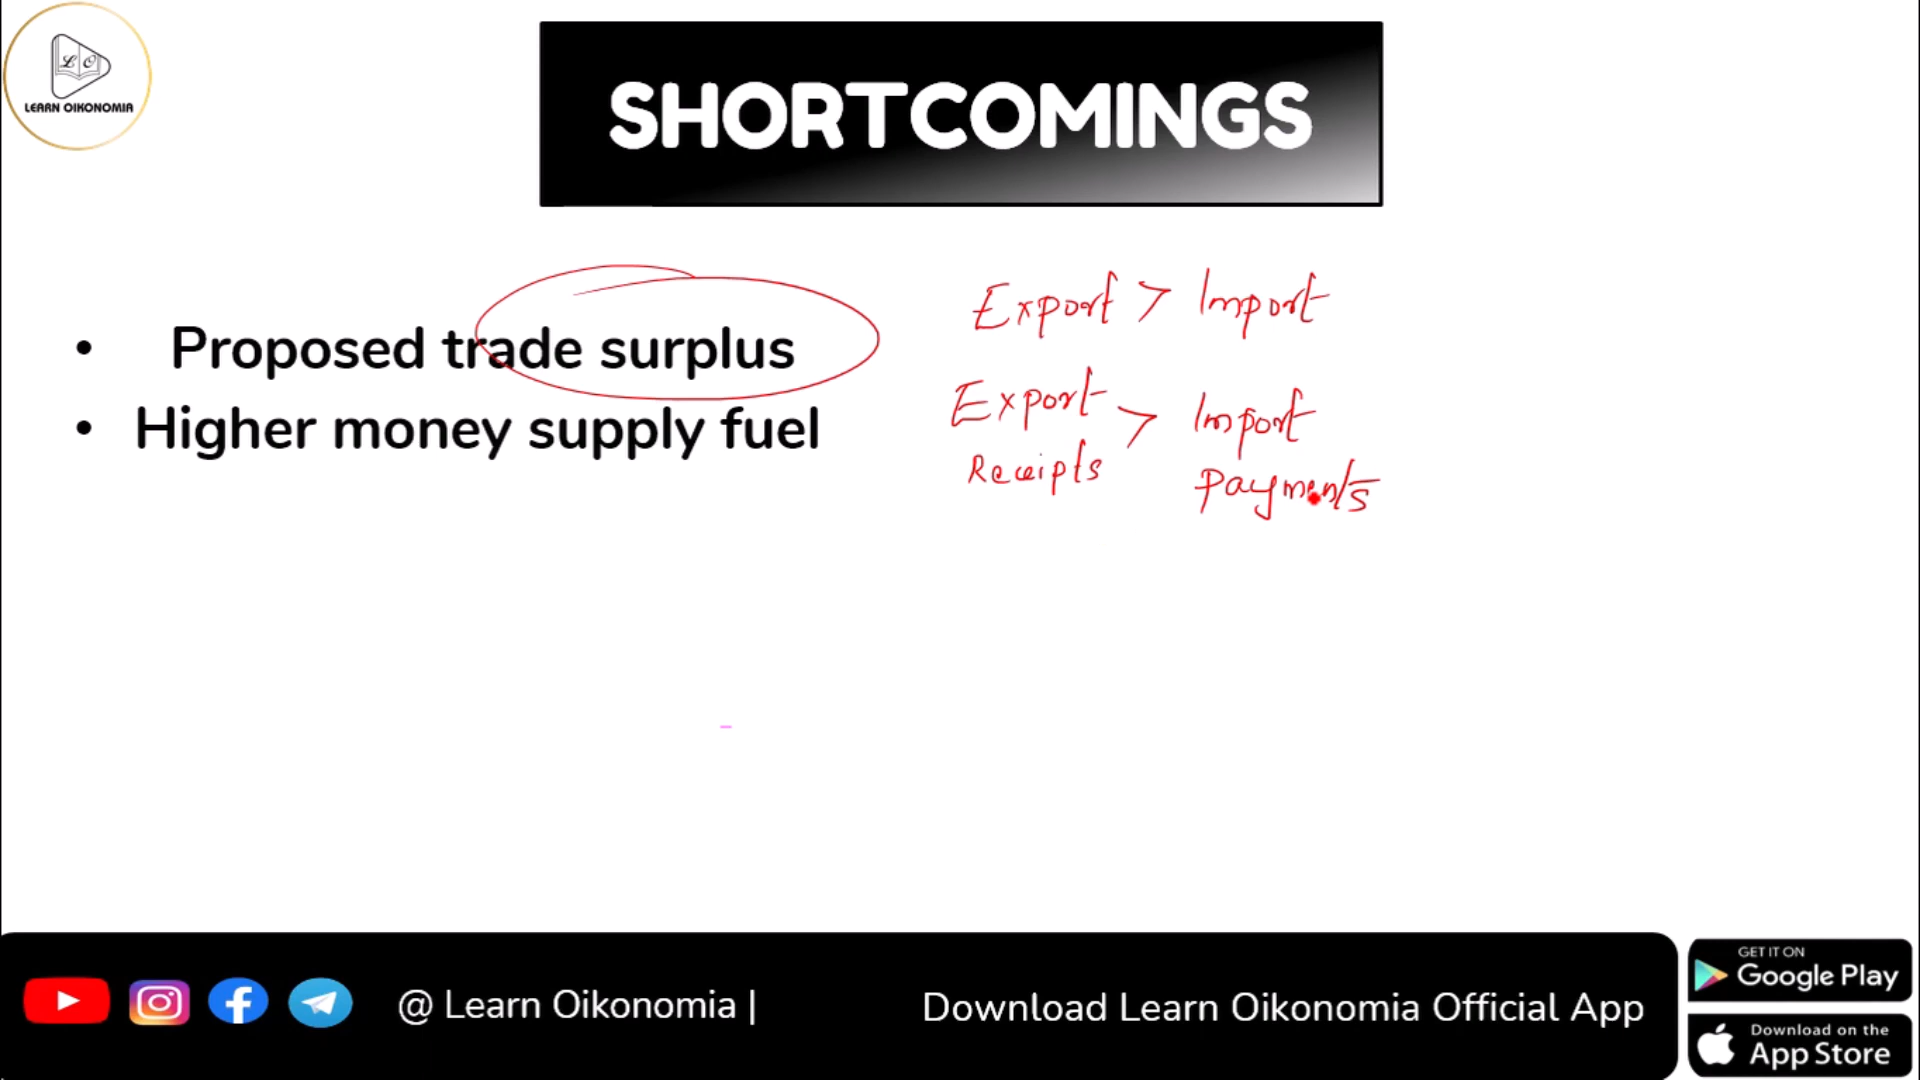 LO
LEARN OIKONOMIA
SHORTCOMINGS
• Proposed trade surplus
• Higher money supply fuel
Export > Import
Export > Import
Receipts Payments
@ Learn Oikonomia |
Download Learn Oikonomia Official App
GET IT ON
Google Play
Download on the
App Store